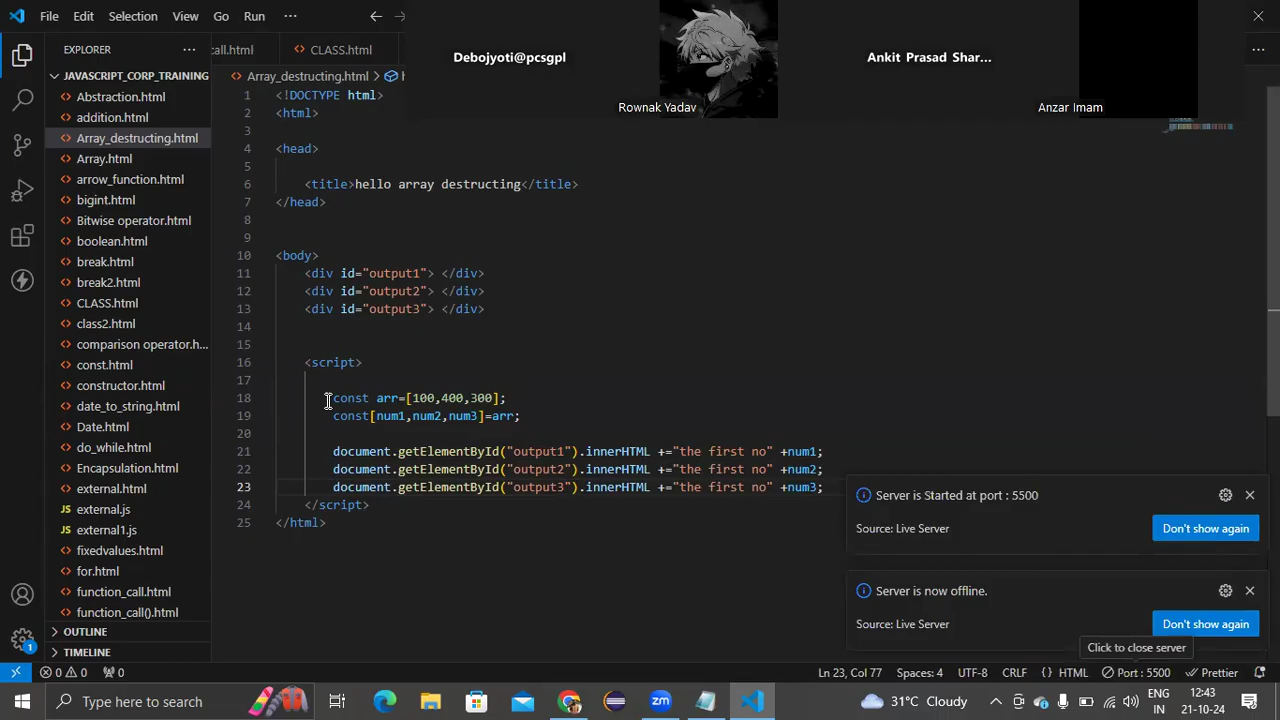 File Edit Selection View Go Run ···
EXPLORER ···
JAVASCRIPT_CORP_TRAINING
Abstraction.html
addition.html
Array_destructing.html
Array.html
arrow_function.html
bigint.html
Bitwise operator.html
boolean.html
break.html
break2.html
CLASS.html
class2.html
comparison operator.h...
const.html
constructor.html
date_to_string.html
Date.html
do_while.html
Encapsulation.html
external.html
external.js
external1.js
fixedvalues.html
for.html
function_call.html
function_call().html
OUTLINE
TIMELINE
call.html CLASS.html
Array_destructing.html > h
Debojyoti@pcsgpl
Rownak Yadav
Ankit Prasad Shar...
Anzar Imam
1 <!DOCTYPE html>
2 <html>
3
4 <head>
5
6 <title>hello array destructing</title>
7 </head>
8
9
10 <body>
11 <div id="output1"> </div>
12 <div id="output2"> </div>
13 <div id="output3"> </div>
14
15
16 <script>
17
18 const arr=[100,400,300];
19 const[num1,num2,num3]=arr;
20
21 document.getElementById("output1").innerHTML +="the first no" +num1;
22 document.getElementById("output2").innerHTML +="the first no" +num2;
23 document.getElementById("output3").innerHTML +="the first no" +num3;
24 </script>
25 </html>
Server is Started at port : 5500
Source: Live Server Don't show again
Server is now offline.
Source: Live Server Don't show again
Click to close server
1
0 0 0 Ln 23, Col 77 Spaces: 4 UTF-8 CRLF {} HTML Port : 5500 Prettier
Type here to search zm 31°C Cloudy ENG IN 12:43 21-10-24